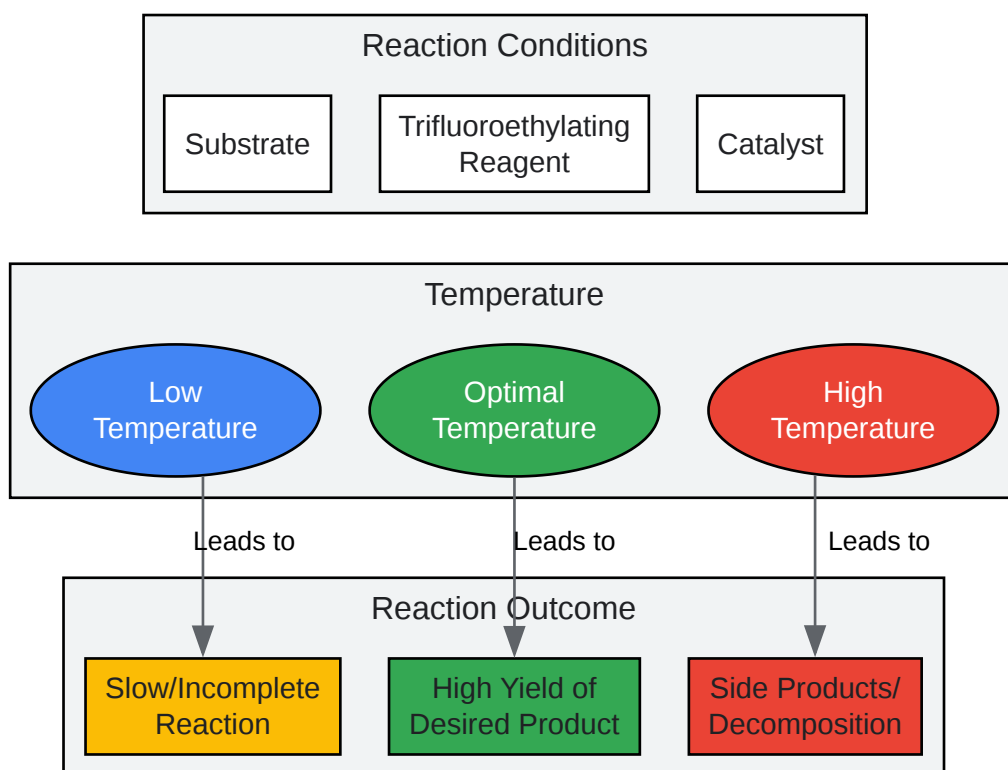 Reaction Conditions
Substrate
Trifluoroethylating
Reagent
Catalyst
Temperature
Low
Temperature
Optimal
Temperature
High
Temperature
Leads to
Leads to
Leads to
Reaction Outcome
Slow/Incomplete
Reaction
High Yield of
Desired Product
Side Products/
Decomposition